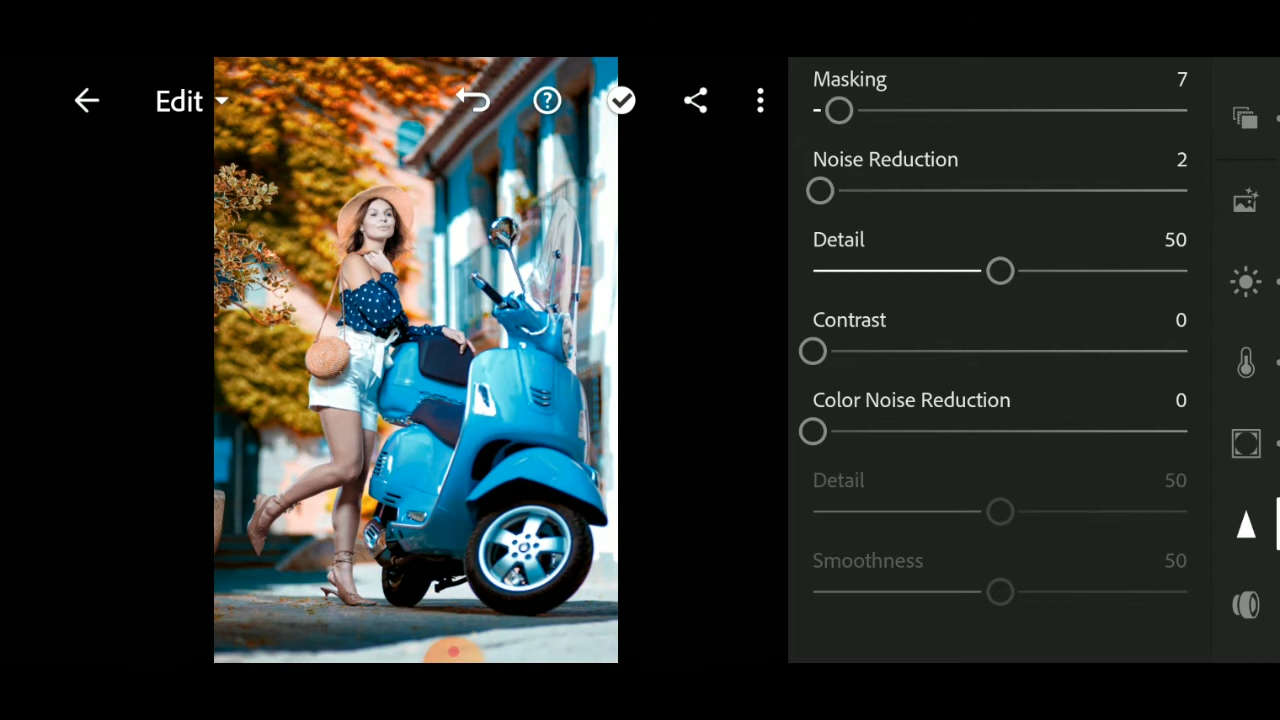 Edit
Masking 7
Noise Reduction 2
Detail 50
Contrast 0
Color Noise Reduction 0
Detail 50
Smoothness 50